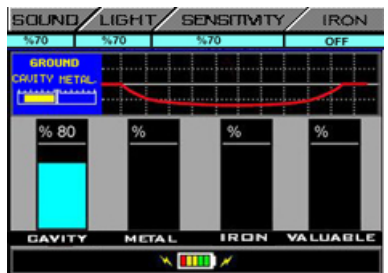 SOUND LIGHT SENSITIVITY IRON
%70 %70 %70 OFF
GROUND
CAVITY METAL
% 80 % % %
CAVITY METAL IRON VALUABLE